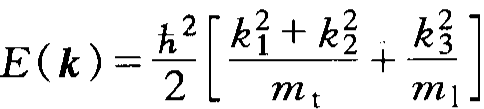 E(k) = ħ²/2 [ (k₁² + k₂²)/mₜ + k₃²/mₗ ]